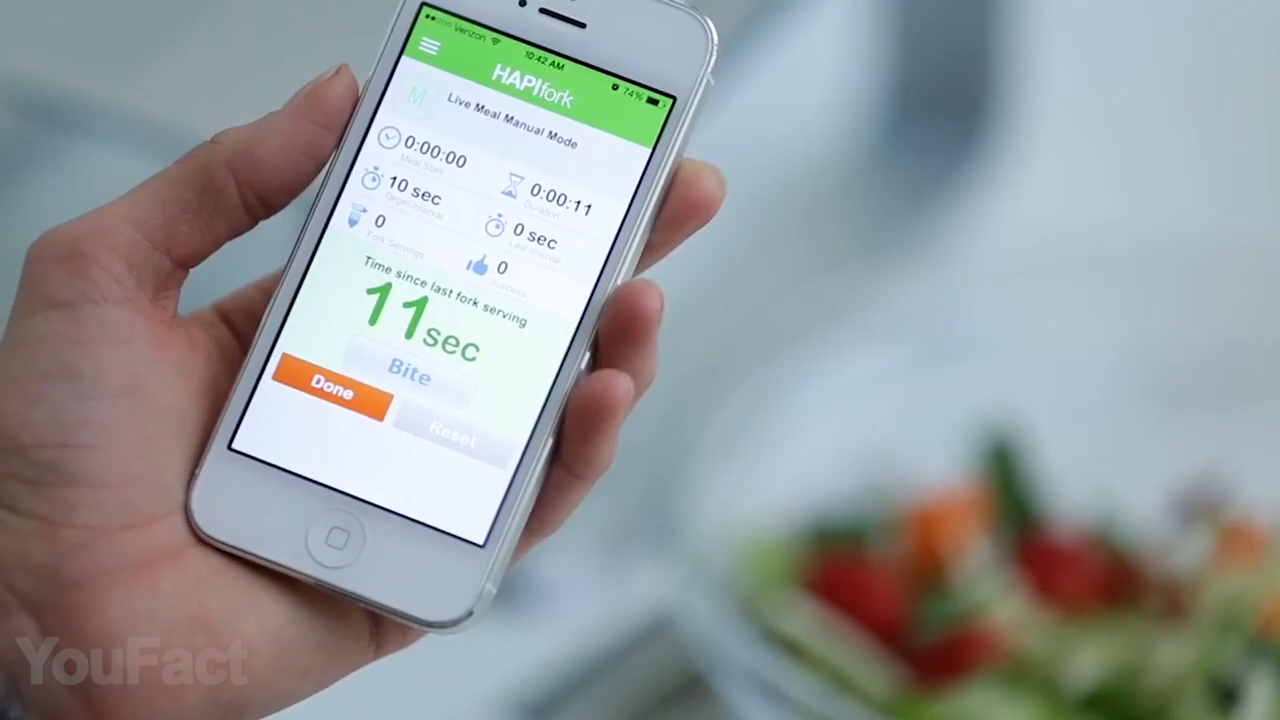 Verizon
10:42 AM
74%
HAPIfork
M
Live Meal Manual Mode
0:00:00
Meal Start
0:00:11
Duration
10 sec
Target Interval
0 sec
Last Interval
0
Fork Servings
0
Success
Time since last fork serving
11 sec
Bite
Done
Reset
YouFact